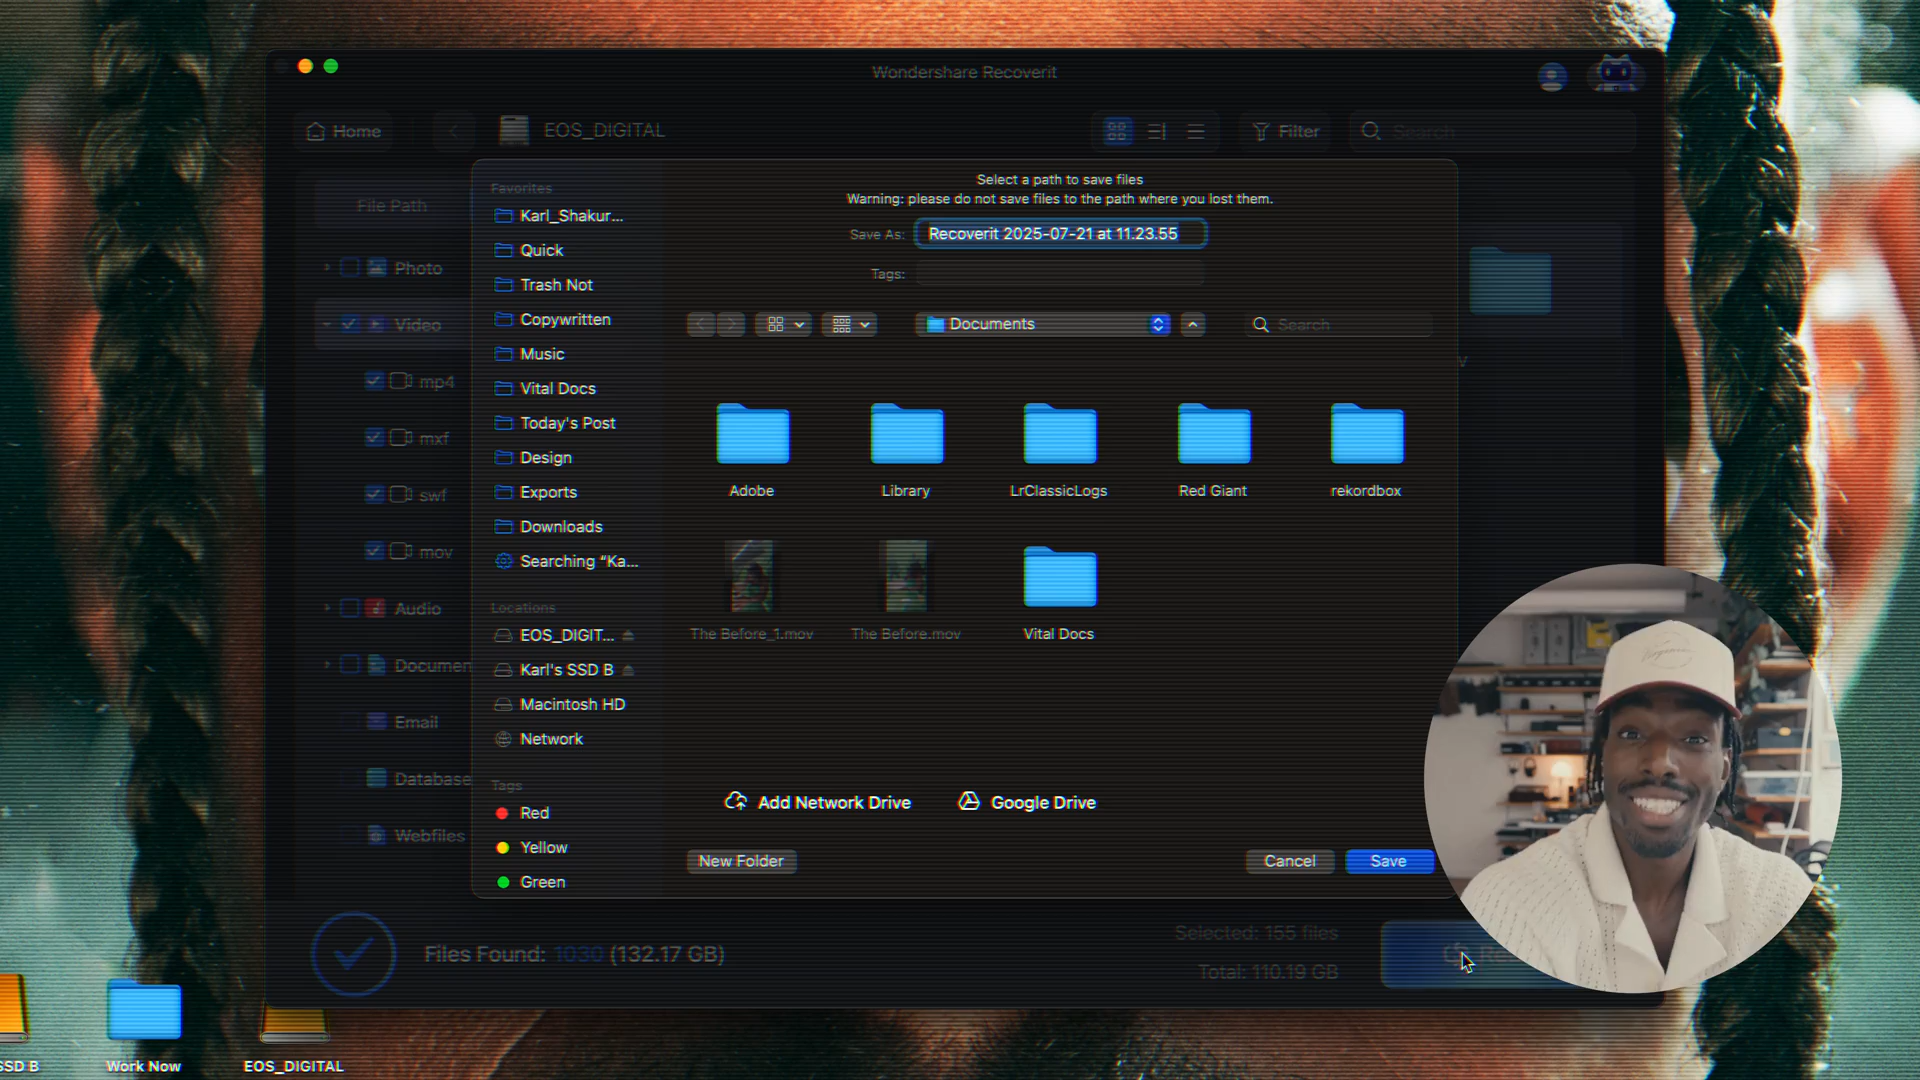 Wondershare Recoverit
Home
EOS_DIGITAL
Filter
Search
File Path
Photo
Video
mp4
mxf
swf
mov
Audio
Documen
Email
Database
Webfiles
Favorites
Karl_Shakur...
Quick
Trash Not
Copywritten
Music
Vital Docs
Today's Post
Design
Exports
Downloads
Searching “Ka...
Locations
EOS_DIGIT...
Karl's SSD B
Macintosh HD
Network
Tags
Red
Yellow
Green
Select a path to save files
Warning: please do not save files to the path where you lost them.
Save As: Recoverit 2025-07-21 at 11.23.55
Tags:
Documents
Search
Adobe
Library
LrClassicLogs
Red Giant
rekordbox
The Before_1.mov
The Before.mov
Vital Docs
Add Network Drive
Google Drive
New Folder
Cancel
Save
Files Found: 1030 (132.17 GB)
Selected: 155 files
Total: 110.19 GB
SSD B
Work Now
EOS_DIGITAL